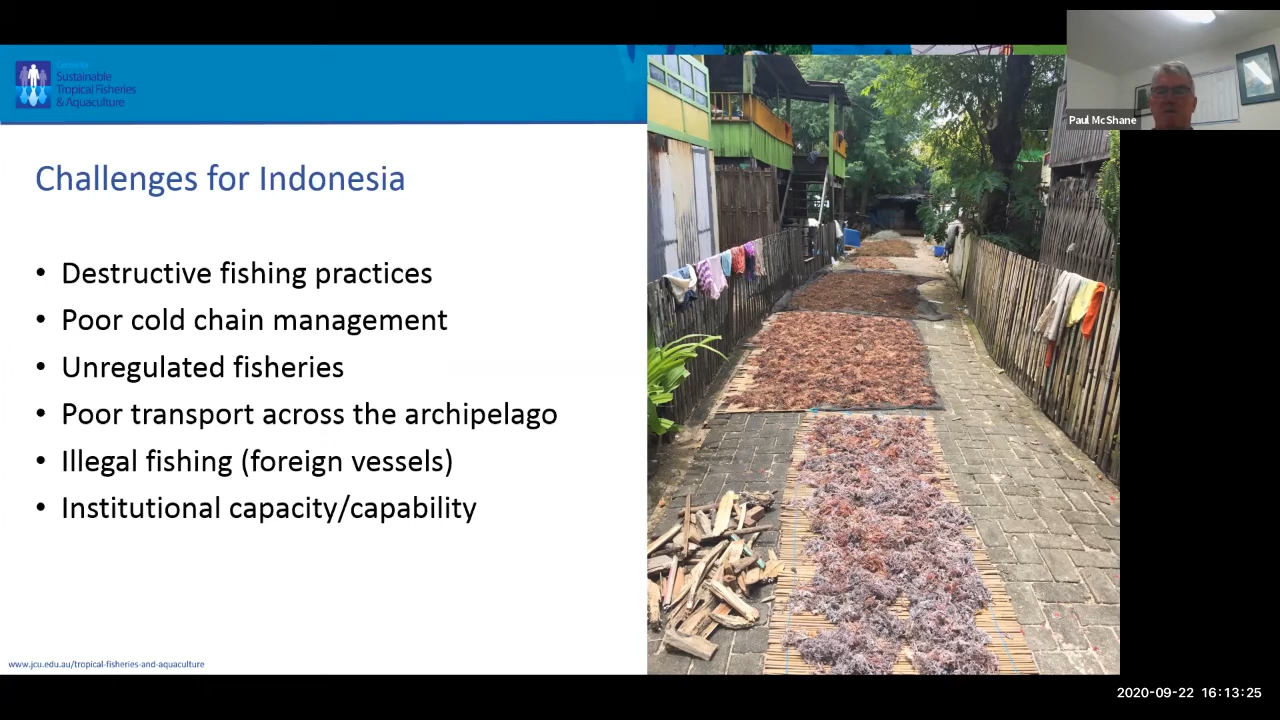 Centre for
Sustainable
Tropical Fisheries
& Aquaculture
Paul McShane
Challenges for Indonesia
• Destructive fishing practices
• Poor cold chain management
• Unregulated fisheries
• Poor transport across the archipelago
• Illegal fishing (foreign vessels)
• Institutional capacity/capability
www.jcu.edu.au/tropical-fisheries-and-aquaculture
2020-09-22 16:13:25